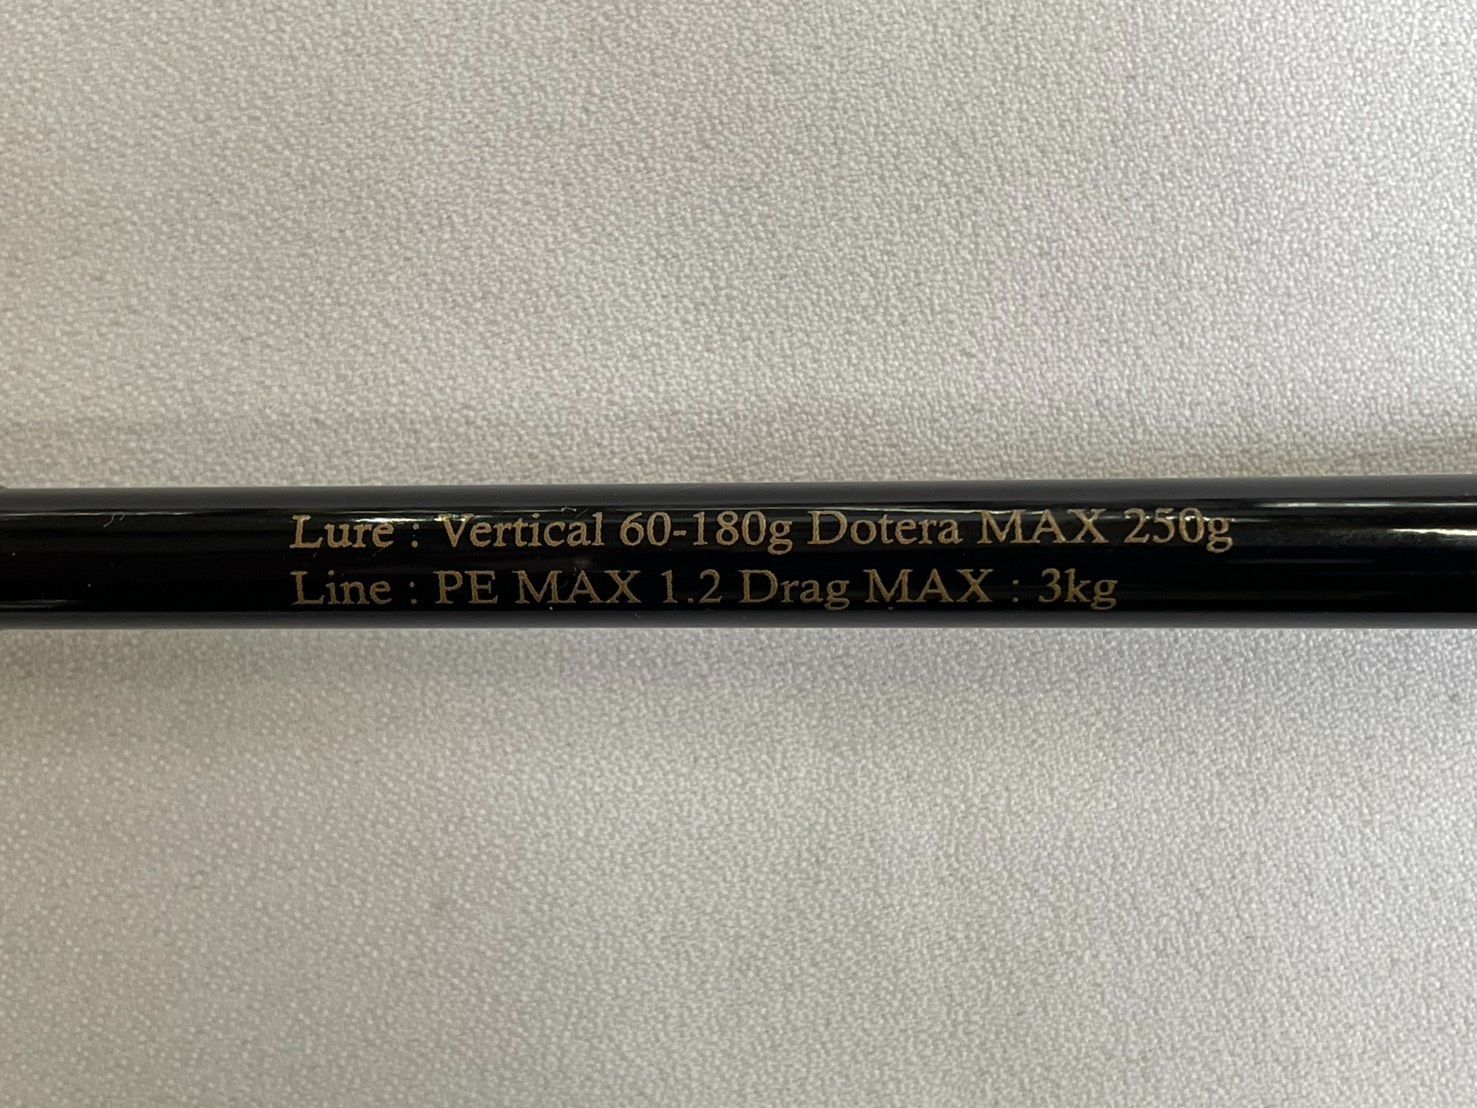 Lure : Vertical 60-180g Dotera MAX 250g
Line : PE MAX 1.2 Drag MAX : 3kg